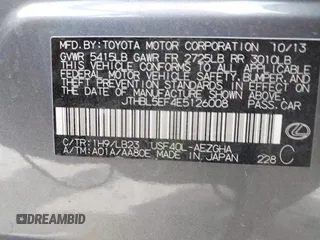 MFD.BY:TOYOTA MOTOR CORPORATION 10/13
GVWR 5415LB GAWR FR 2725LB RR 3010LB
THIS VEHICLE CONFORMS TO ALL APPLICABLE
FEDERAL MOTOR VEHICLE SAFETY, BUMPER, AND
THEFT PREVENTION STANDARDS IN EFFECT ON
THE DATE OF MANUFACTURE SHOWN ABOVE.
JTHBL5EF4E5126008 PASS.CAR
C/TR:1H9/LB23 USF40L-AEZGHA
A/TM:A01A/AA80E MADE IN JAPAN 228 C
AUTOBIDMASTER